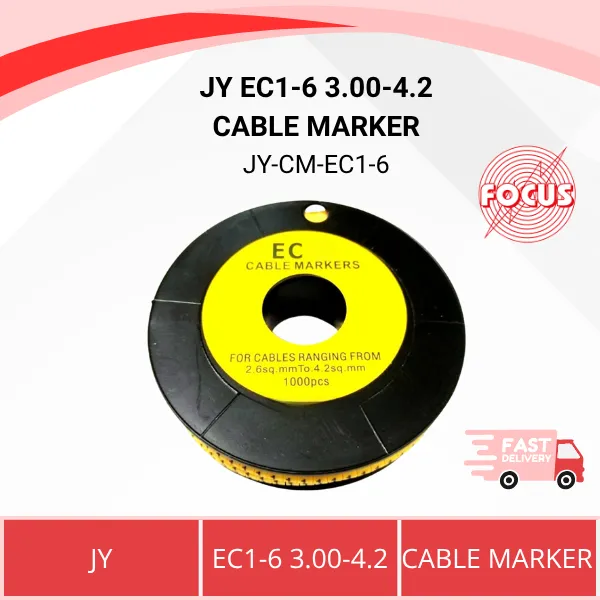 JY EC1-6 3.00-4.2
CABLE MARKER
JY-CM-EC1-6
FOCUS
EC
CABLE MARKERS
FOR CABLES RANGING FROM
2.6sq.mmTo.4.2sq.mm
1000pcs
FAST
DELIVERY
JY
EC1-6 3.00-4.2
CABLE MARKER